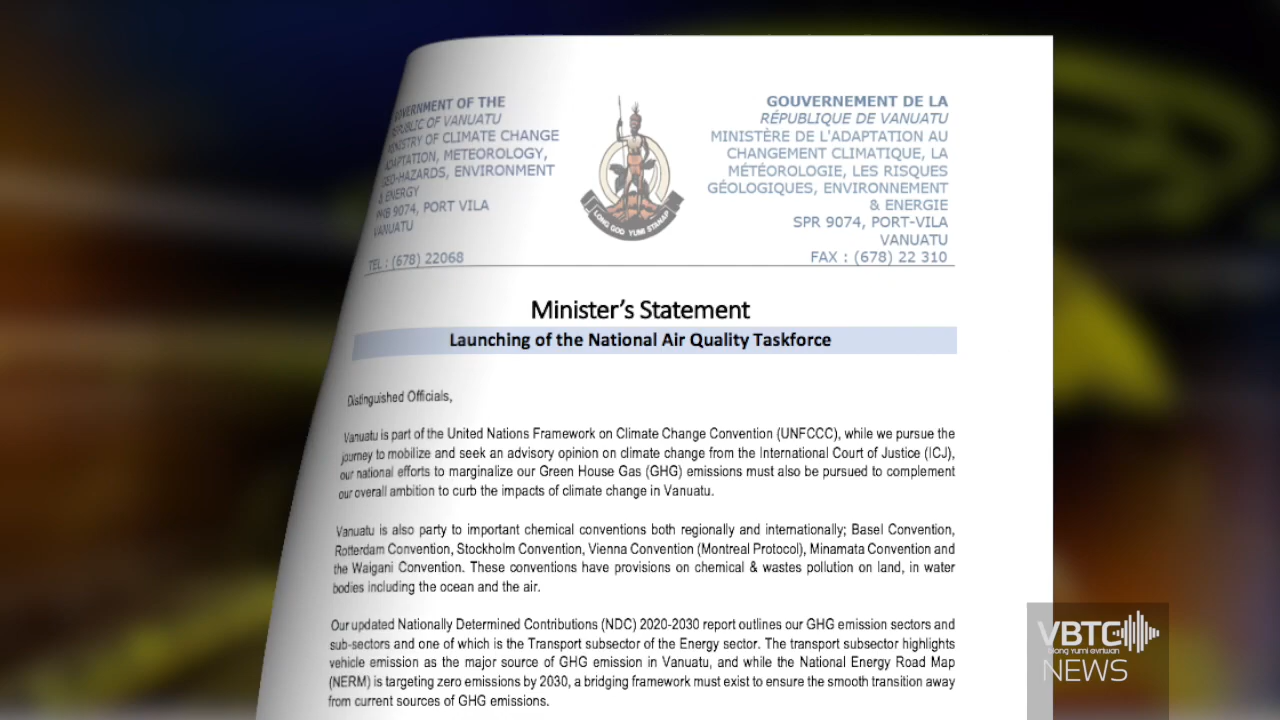 GOVERNMENT OF THE
REPUBLIC OF VANUATU
MINISTRY OF CLIMATE CHANGE
ADAPTATION, METEOROLOGY,
GEO-HAZARDS, ENVIRONMENT
& ENERGY
PMB 9074, PORT VILA
VANUATU
TEL : (678) 22068
LONG GOD YUMI STANAP
GOUVERNEMENT DE LA
RÉPUBLIQUE DE VANUATU
MINISTÈRE DE L'ADAPTATION AU
CHANGEMENT CLIMATIQUE, LA
MÉTÉOROLOGIE, LES RISQUES
GÉOLOGIQUES, ENVIRONNEMENT
& ENERGIE
SPR 9074, PORT-VILA
VANUATU
FAX : (678) 22 310
Minister's Statement
Launching of the National Air Quality Taskforce
Distinguished Officials,
Vanuatu is part of the United Nations Framework on Climate Change Convention (UNFCCC), while we pursue the
journey to mobilize and seek an advisory opinion on climate change from the International Court of Justice (ICJ),
our national efforts to marginalize our Green House Gas (GHG) emissions must also be pursued to complement
our overall ambition to curb the impacts of climate change in Vanuatu.
Vanuatu is also party to important chemical conventions both regionally and internationally; Basel Convention,
Rotterdam Convention, Stockholm Convention, Vienna Convention (Montreal Protocol), Minamata Convention and
the Waigani Convention. These conventions have provisions on chemical & wastes pollution on land, in water
bodies including the ocean and the air.
Our updated Nationally Determined Contributions (NDC) 2020-2030 report outlines our GHG emission sectors and
sub-sectors and one of which is the Transport subsector of the Energy sector. The transport subsector highlights
vehicle emission as the major source of GHG emission in Vanuatu, and while the National Energy Road Map
(NERM) is targeting zero emissions by 2030, a bridging framework must exist to ensure the smooth transition away
from current sources of GHG emissions.
VBTC
blong yumi evriwan
NEWS